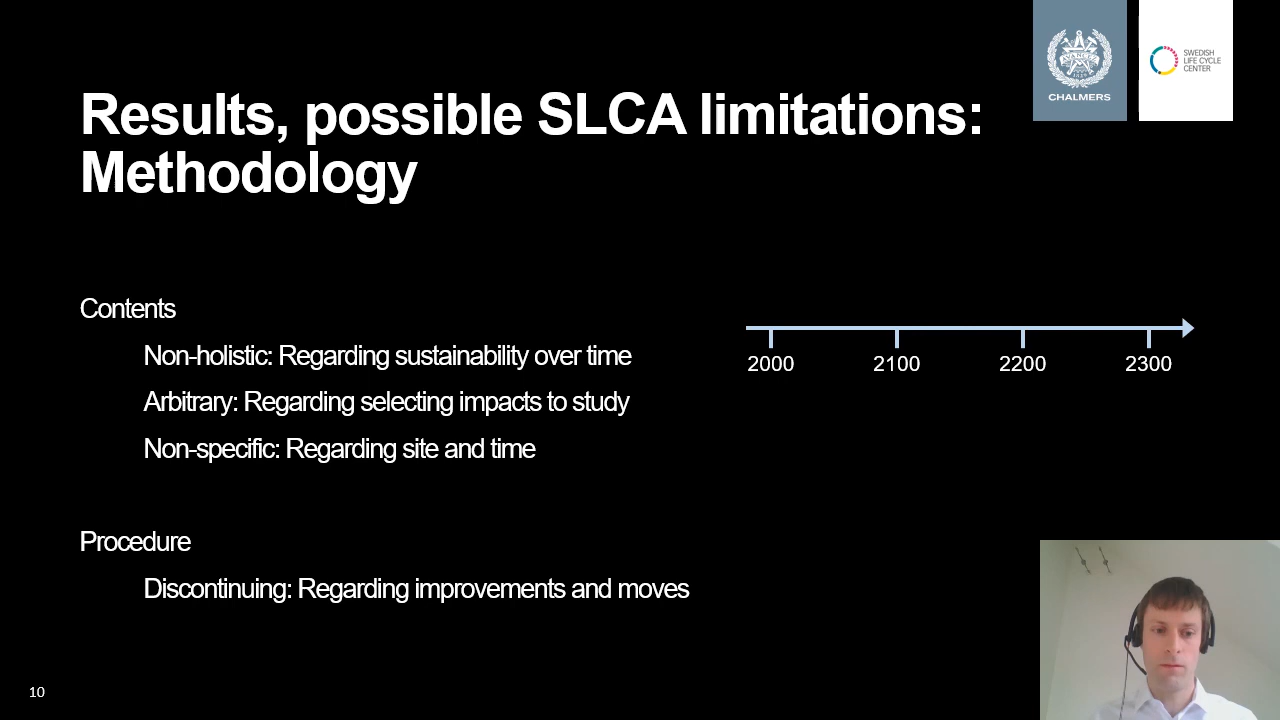 SWEDISH
LIFE CYCLE
CENTER
AVANCEZ
1829
CHALMERS
Results, possible SLCA limitations:
Methodology
Contents
Non-holistic: Regarding sustainability over time
Arbitrary: Regarding selecting impacts to study
Non-specific: Regarding site and time
2000 2100 2200 2300
Procedure
Discontinuing: Regarding improvements and moves
10